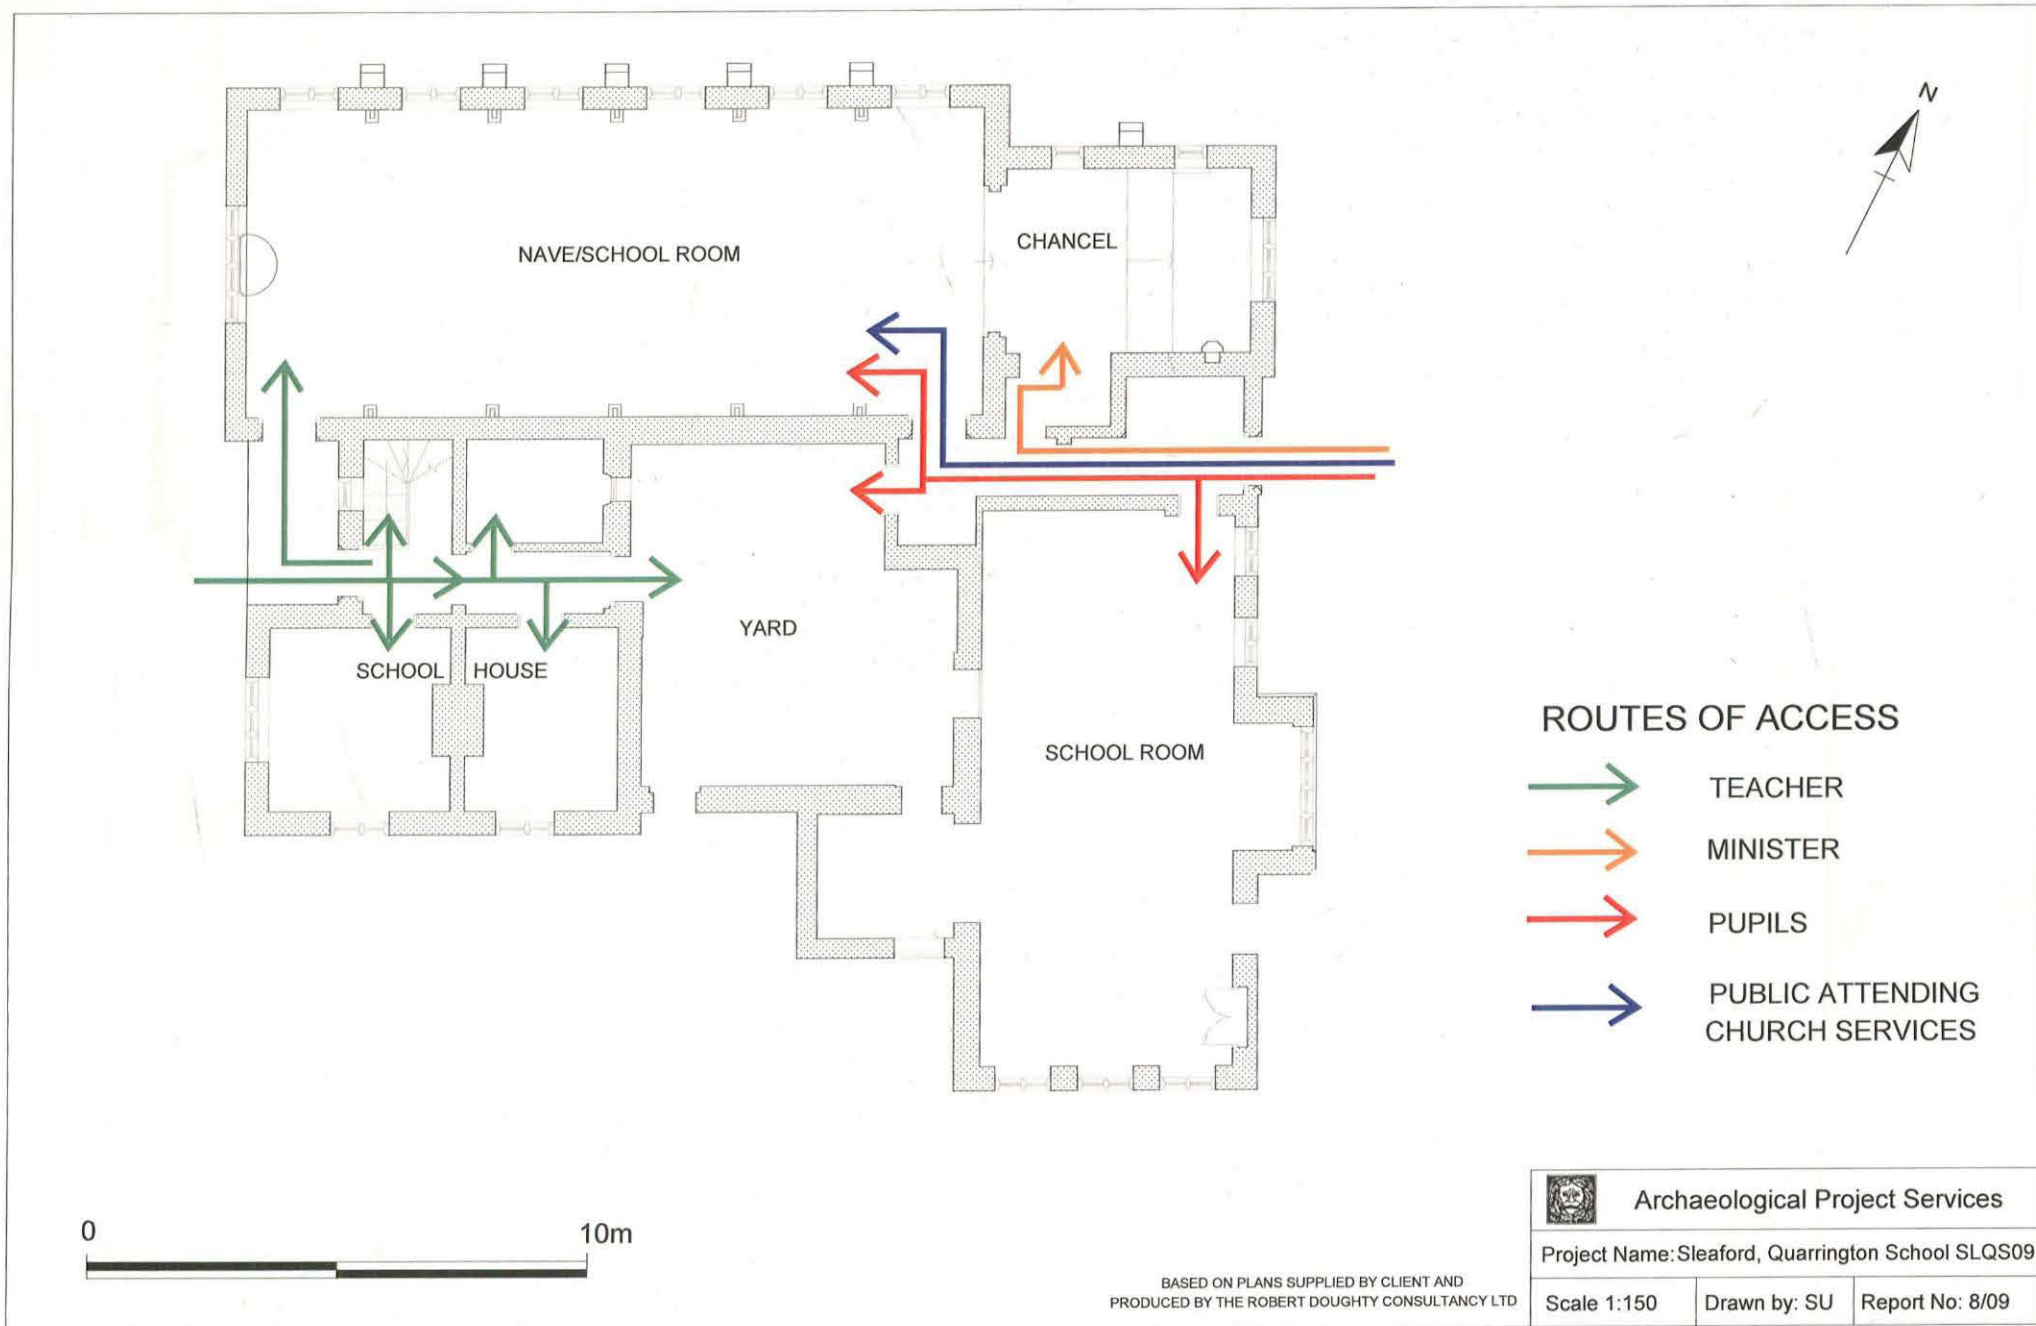 N
NAVE/SCHOOL ROOM
CHANCEL
YARD
SCHOOL HOUSE
SCHOOL ROOM
ROUTES OF ACCESS
TEACHER
MINISTER
PUPILS
PUBLIC ATTENDING
CHURCH SERVICES
0 10m
BASED ON PLANS SUPPLIED BY CLIENT AND
PRODUCED BY THE ROBERT DOUGHTY CONSULTANCY LTD
Archaeological Project Services
Project Name: Sleaford, Quarrington School SLQS09
Scale 1:150 Drawn by: SU Report No: 8/09